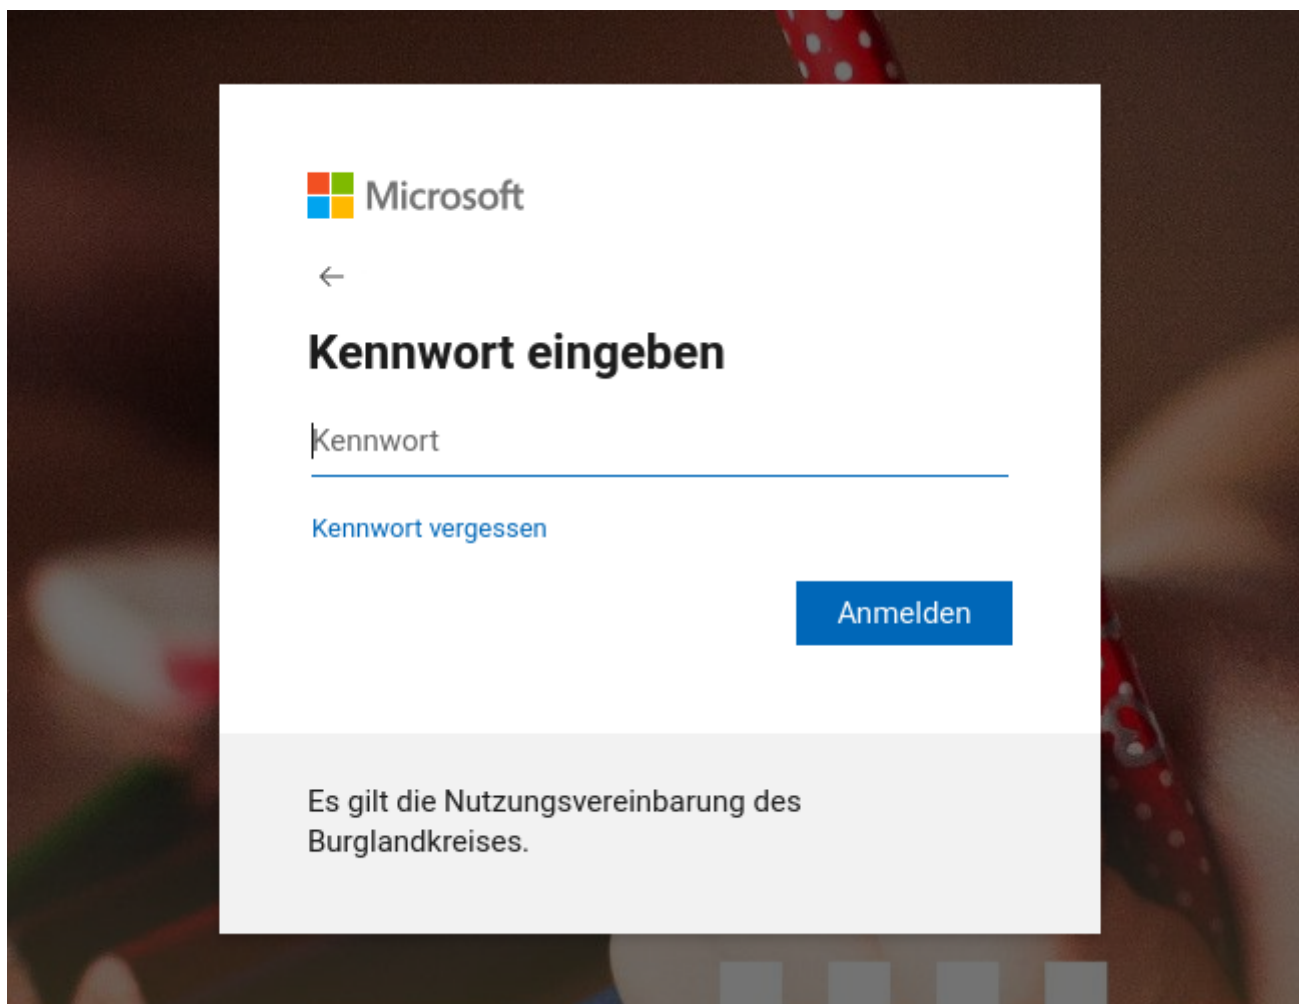 Microsoft
Kennwort eingeben
Kennwort
Kennwort vergessen
Anmelden
Es gilt die Nutzungsvereinbarung des
Burglandkreises.